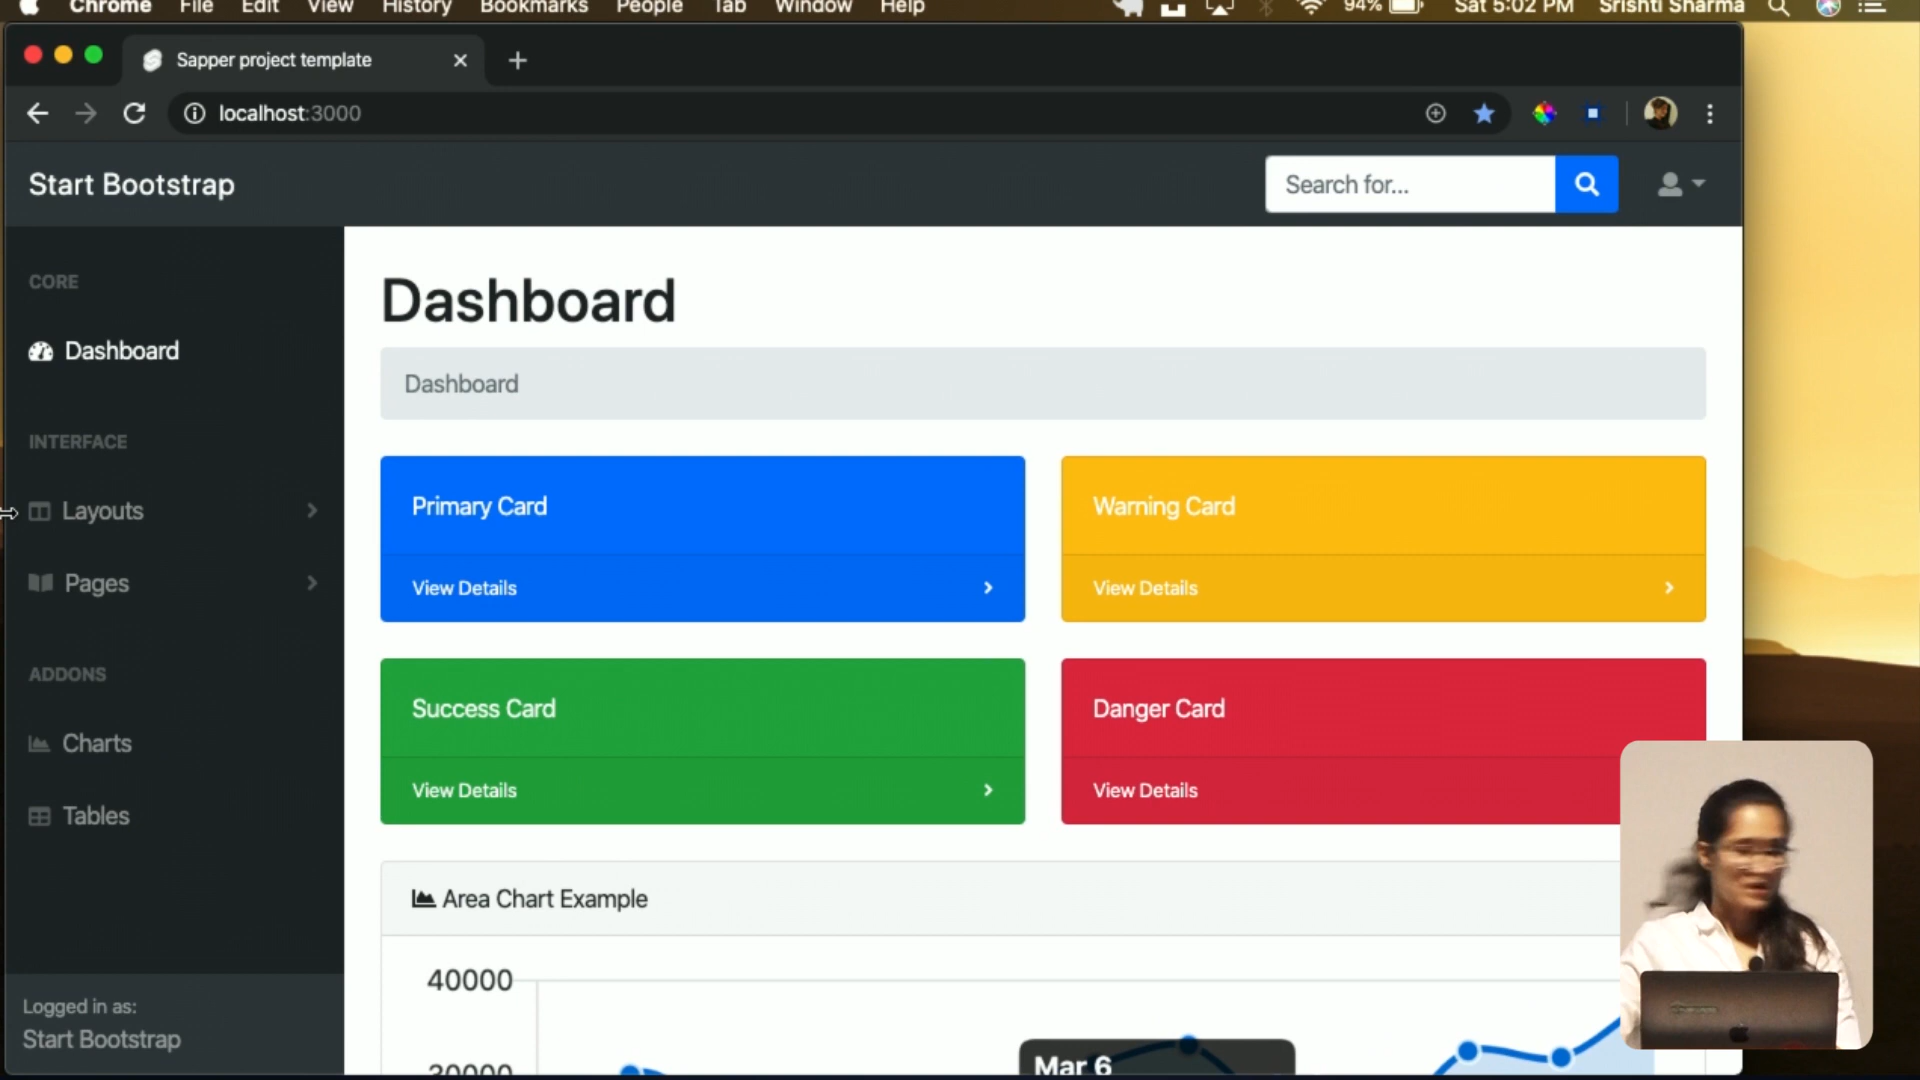 Chrome File Edit View History Bookmarks People Tab Window Help 94% Sat 5:02 PM Srishti Sharma
Sapper project template
localhost:3000
Start Bootstrap
Search for...
CORE
Dashboard
INTERFACE
Layouts
Pages
ADDONS
Charts
Tables
Logged in as:
Start Bootstrap
Dashboard
Dashboard
Primary Card
View Details
Warning Card
View Details
Success Card
View Details
Danger Card
View Details
Area Chart Example
40000
30000
Mar 6